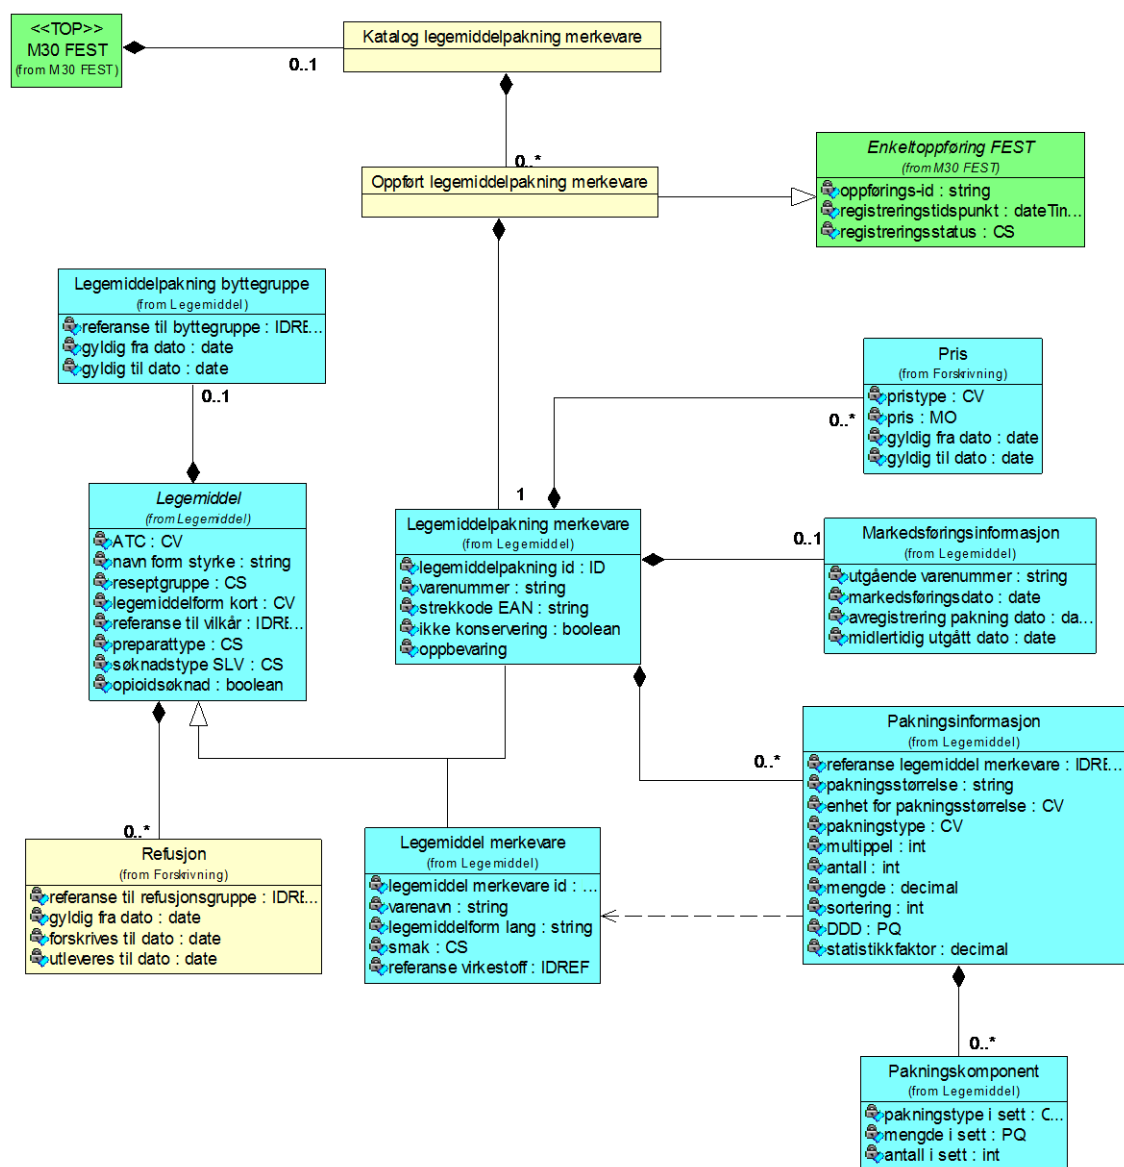 <<TOP>>
M30 FEST
(from M30 FEST)
0..1
Katalog legemiddelpakning merkevare
0..*
Oppført legemiddelpakning merkevare
Enkeltoppføring FEST
(from M30 FEST)
oppførings-id : string
registreringstidspunkt : dateTin...
registreringsstatus : CS
Legemiddelpakning byttegruppe
(from Legemiddel)
referanse til byttegruppe : IDRE...
gyldig fra dato : date
gyldig til dato : date
0..1
Pris
(from Forskrivning)
pristype : CV
pris : MO
gyldig fra dato : date
gyldig til dato : date
0..*
1
Legemiddel
(from Legemiddel)
ATC : CV
navn form styrke : string
reseptgruppe : CS
legemiddelform kort : CV
referanse til vilkår : IDRE...
preparattype : CS
søknadstype SLV : CS
opioidsøknad : boolean
Legemiddelpakning merkevare
(from Legemiddel)
legemiddelpakning id : ID
varenummer : string
strekkode EAN : string
ikke konservering : boolean
oppbevaring
0..1
Markedsføringsinformasjon
(from Legemiddel)
utgående varenummer : string
markedsføringsdato : date
avregistrering pakning dato : da...
midlertidig utgått dato : date
0..*
Pakningsinformasjon
(from Legemiddel)
referanse legemiddel merkevare : IDRE...
pakningsstørrelse : string
enhet for pakningsstørrelse : CV
pakningstype : CV
multippel : int
antall : int
mengde : decimal
sortering : int
DDD : PQ
statistikkfaktor : decimal
0..*
Refusjon
(from Forskrivning)
referanse til refusjonsgruppe : IDRE...
gyldig fra dato : date
forskrives til dato : date
utleveres til dato : date
Legemiddel merkevare
(from Legemiddel)
legemiddel merkevare id : ...
varenavn : string
legemiddelform lang : string
smak : CS
referanse virkestoff : IDREF
0..*
Pakningskomponent
(from Legemiddel)
pakningstype i sett : C...
mengde i sett : PQ
antall i sett : int